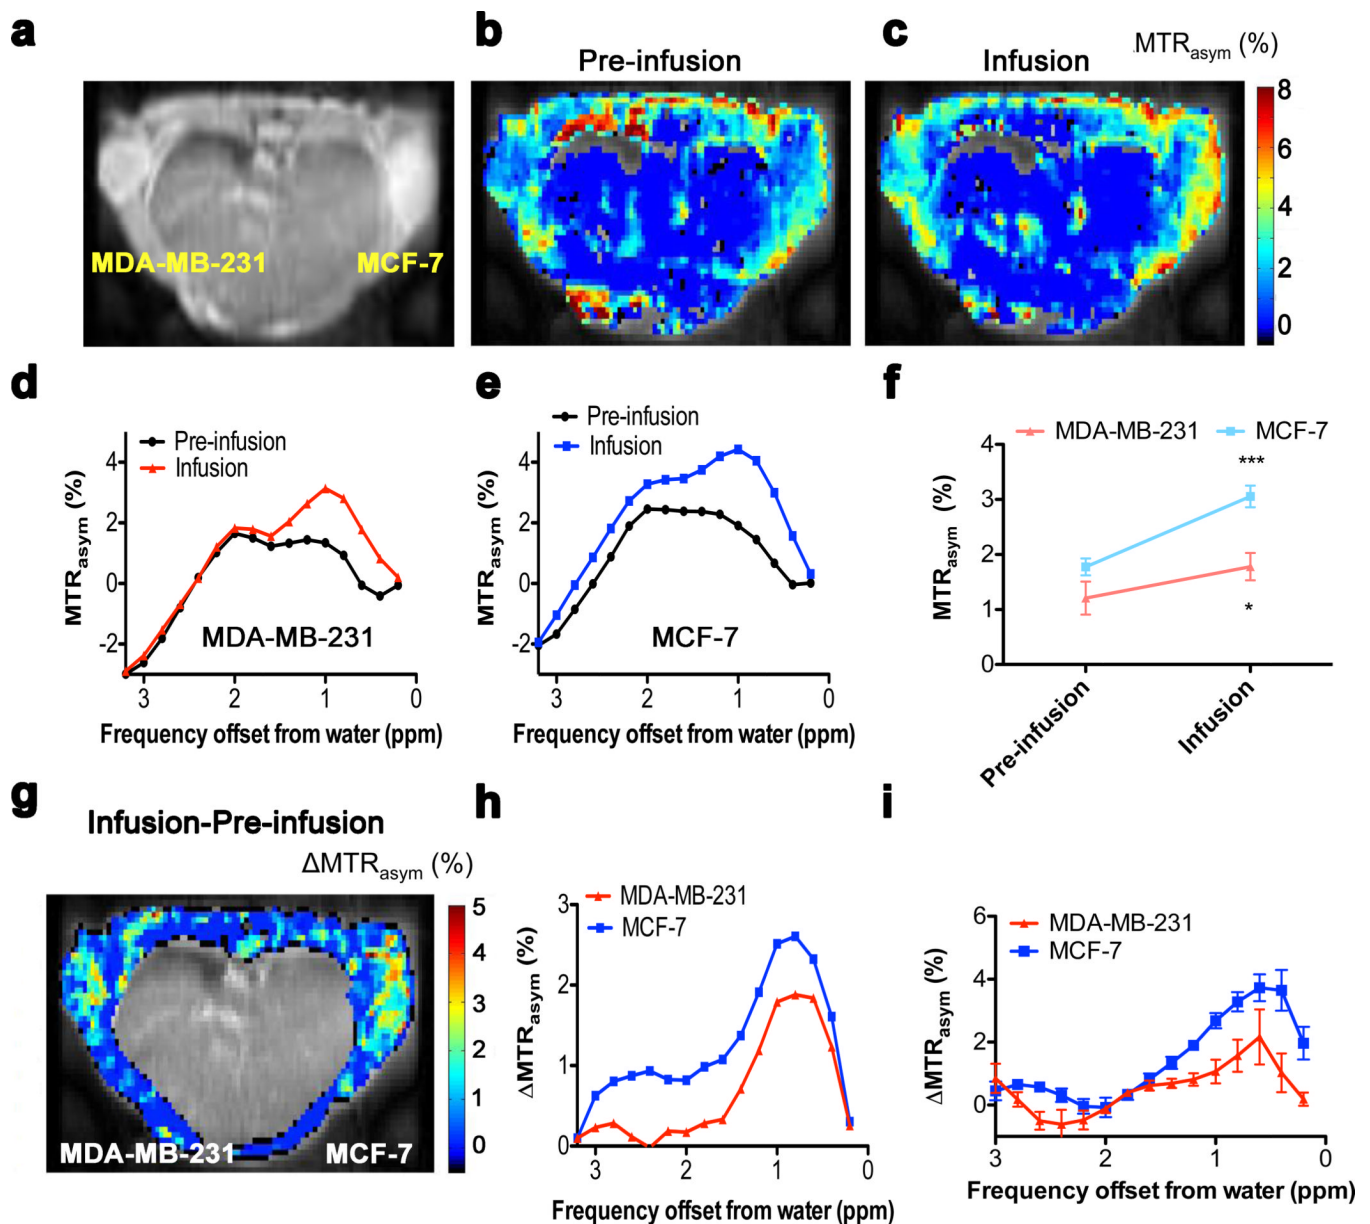 a
b
c
Pre-infusion
Infusion
MTRasym (%)
MDA-MB-231
MCF-7
8
6
4
2
0
d
e
f
Pre-infusion
Infusion
MTRasym (%)
4
2
0
-2
MDA-MB-231
3
2
1
0
Frequency offset from water (ppm)
Pre-infusion
Infusion
MTRasym (%)
4
2
0
-2
MCF-7
3
2
1
0
Frequency offset from water (ppm)
MDA-MB-231
MCF-7
MTRasym (%)
4
3
2
1
0
***
*
Pre-infusion
Infusion
g
h
i
Infusion-Pre-infusion
ΔMTRasym (%)
5
4
3
2
1
0
MDA-MB-231
MCF-7
MDA-MB-231
MCF-7
ΔMTRasym (%)
3
2
1
0
3
2
1
0
Frequency offset from water (ppm)
MDA-MB-231
MCF-7
ΔMTRasym (%)
6
4
2
0
3
2
1
0
Frequency offset from water (ppm)